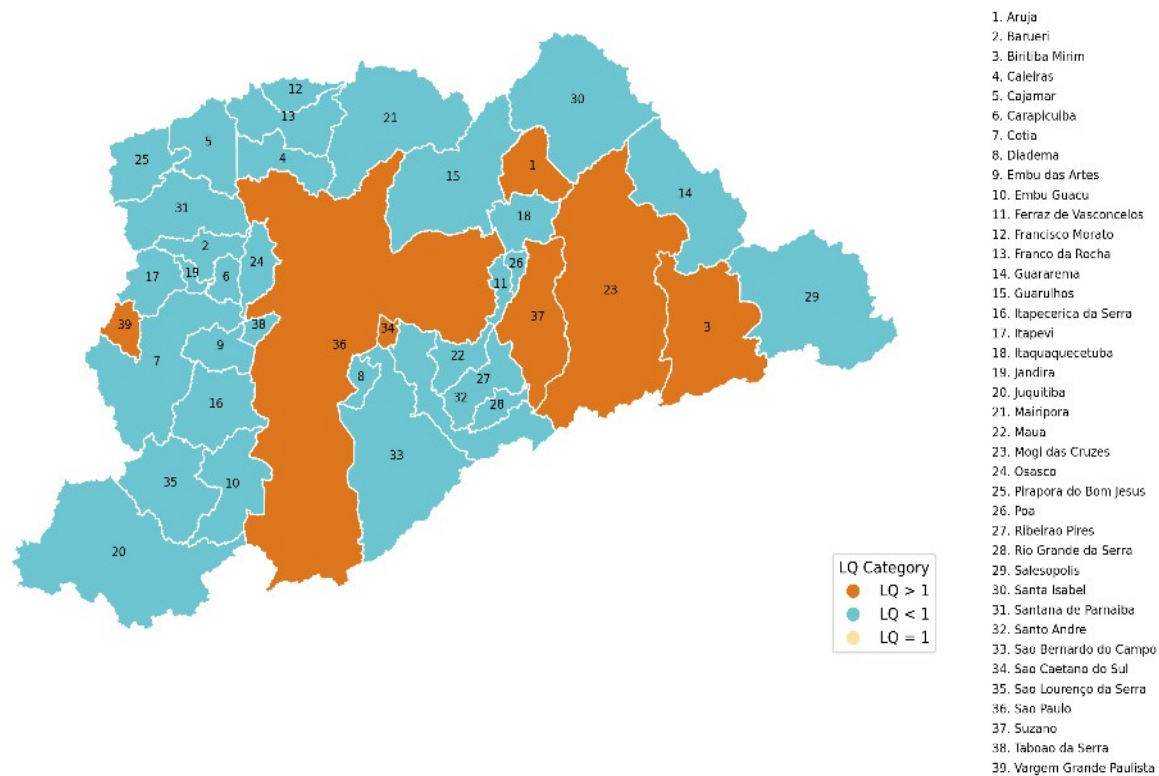 12
13
30
21
5
25
4
1
15
14
31
18
2
24
26
17
19
6
11
29
23
39
38
34
37
3
36
9
22
7
8
27
32
28
16
33
35
10
20
LQ Category
LQ > 1
LQ < 1
LQ = 1
1. Aruja
2. Barueri
3. Biritiba Mirim
4. Caieiras
5. Cajamar
6. Carapicuiba
7. Cotia
8. Diadema
9. Embu das Artes
10. Embu Guacu
11. Ferraz de Vasconcelos
12. Francisco Morato
13. Franco da Rocha
14. Guararema
15. Guarulhos
16. Itapecerica da Serra
17. Itapevi
18. Itaquaquecetuba
19. Jandira
20. Juquitiba
21. Mairipora
22. Maua
23. Mogi das Cruzes
24. Osasco
25. Pirapora do Bom Jesus
26. Poa
27. Ribeirao Pires
28. Rio Grande da Serra
29. Salesopolis
30. Santa Isabel
31. Santana de Parnaiba
32. Santo Andre
33. Sao Bernardo do Campo
34. Sao Caetano do Sul
35. Sao Lourenço da Serra
36. Sao Paulo
37. Suzano
38. Taboao da Serra
39. Vargem Grande Paulista